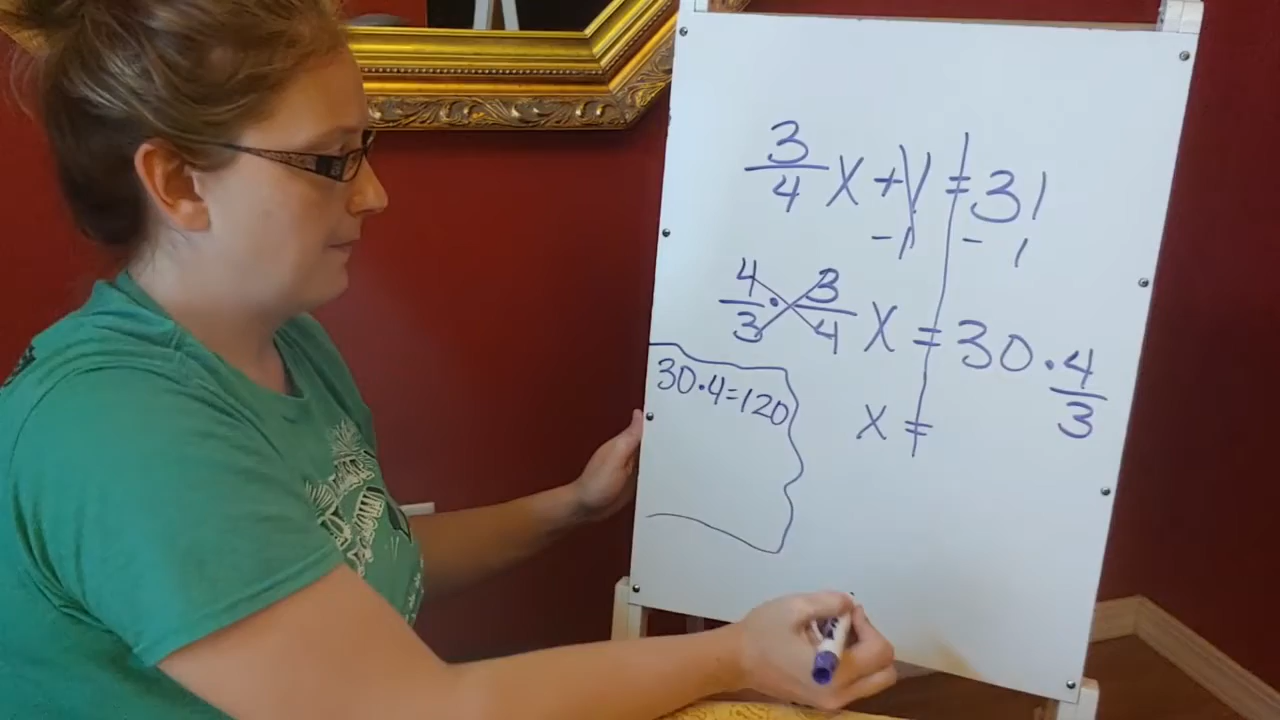 3/4 x + 1 = 31
- 1 - 1
4/3 · 3/4 x = 30 · 4/3
30·4=120
x =